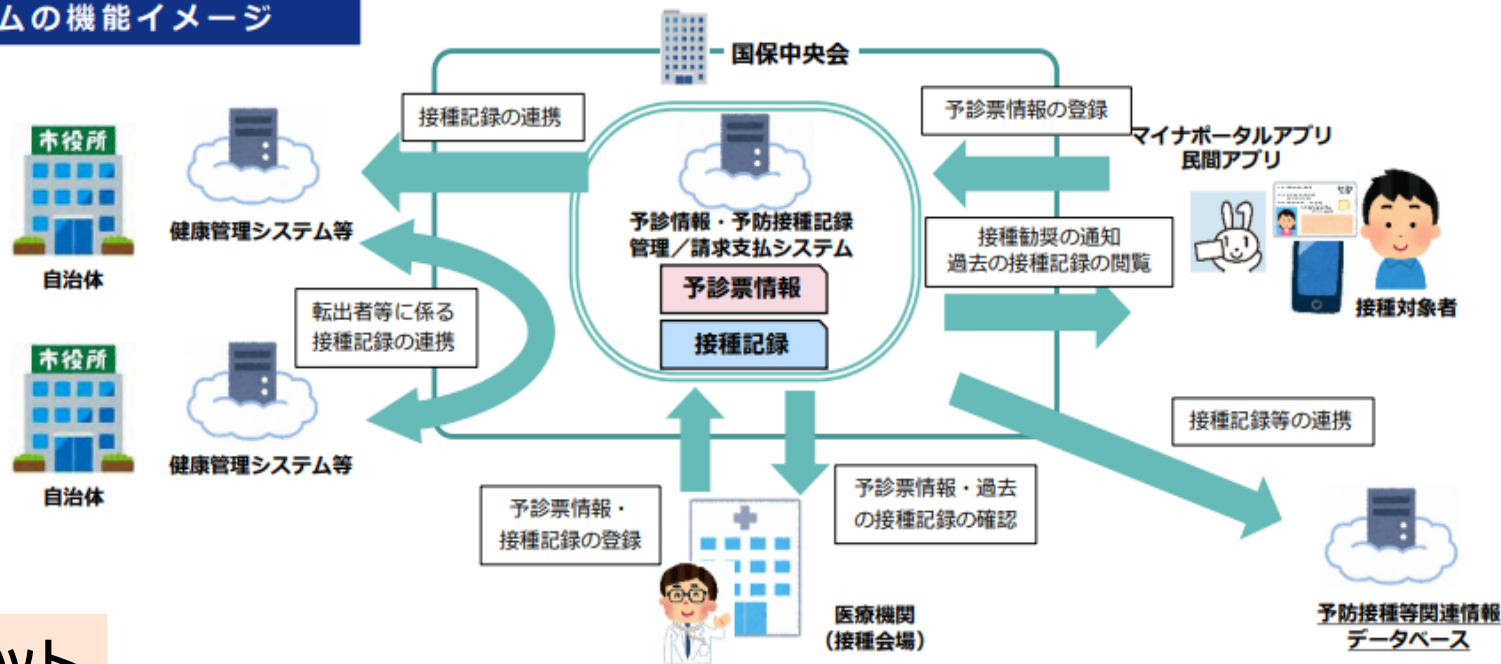 ムの機能イメージ
国保中央会
接種記録の連携
予診票情報の登録
マイナポータルアプリ
民間アプリ
市役所
健康管理システム等
自治体
予診情報・予防接種記録
管理／請求支払システム
予診票情報
接種記録
接種勧奨の通知
過去の接種記録の閲覧
接種対象者
転出者等に係る
接種記録の連携
市役所
健康管理システム等
自治体
接種記録等の連携
予診票情報・
接種記録の登録
予診票情報・過去
の接種記録の確認
医療機関
（接種会場）
予防接種等関連情報
データベース
ット